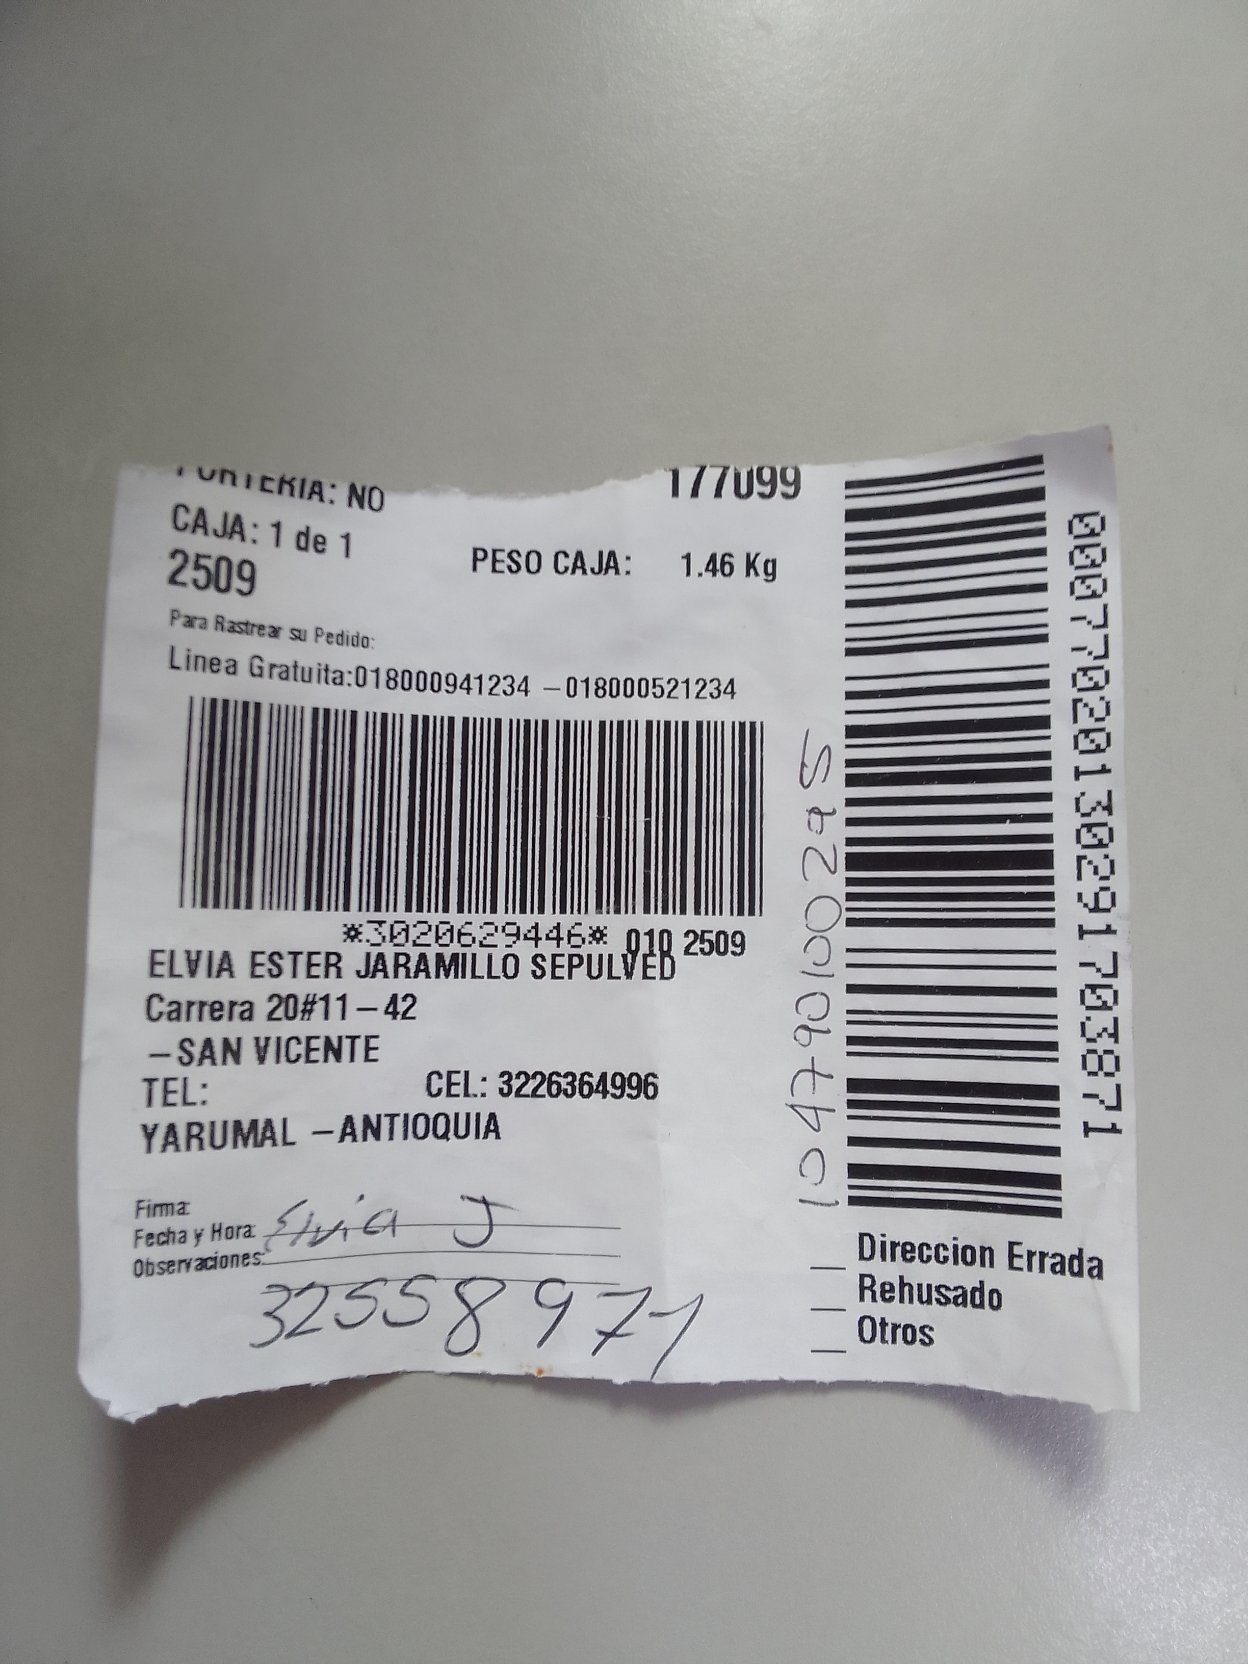 PORTERIA: NO
177099
CAJA: 1 de 1
PESO CAJA: 1.46 Kg
2509
Para Rastrear su Pedido:
Linea Gratuita:018000941234 –018000521234
*3020629446* 010 2509
ELVIA ESTER JARAMILLO SEPULVED
Carrera 20#11–42
–SAN VICENTE
TEL: CEL.: 3226364996
YARUMAL –ANTIOQUIA
Firma:
Fecha y Hora: Elvia J
Observaciones:
32558971
10479010029S
00077020130291703871
_ Direccion Errada
_ Rehusado
_ Otros